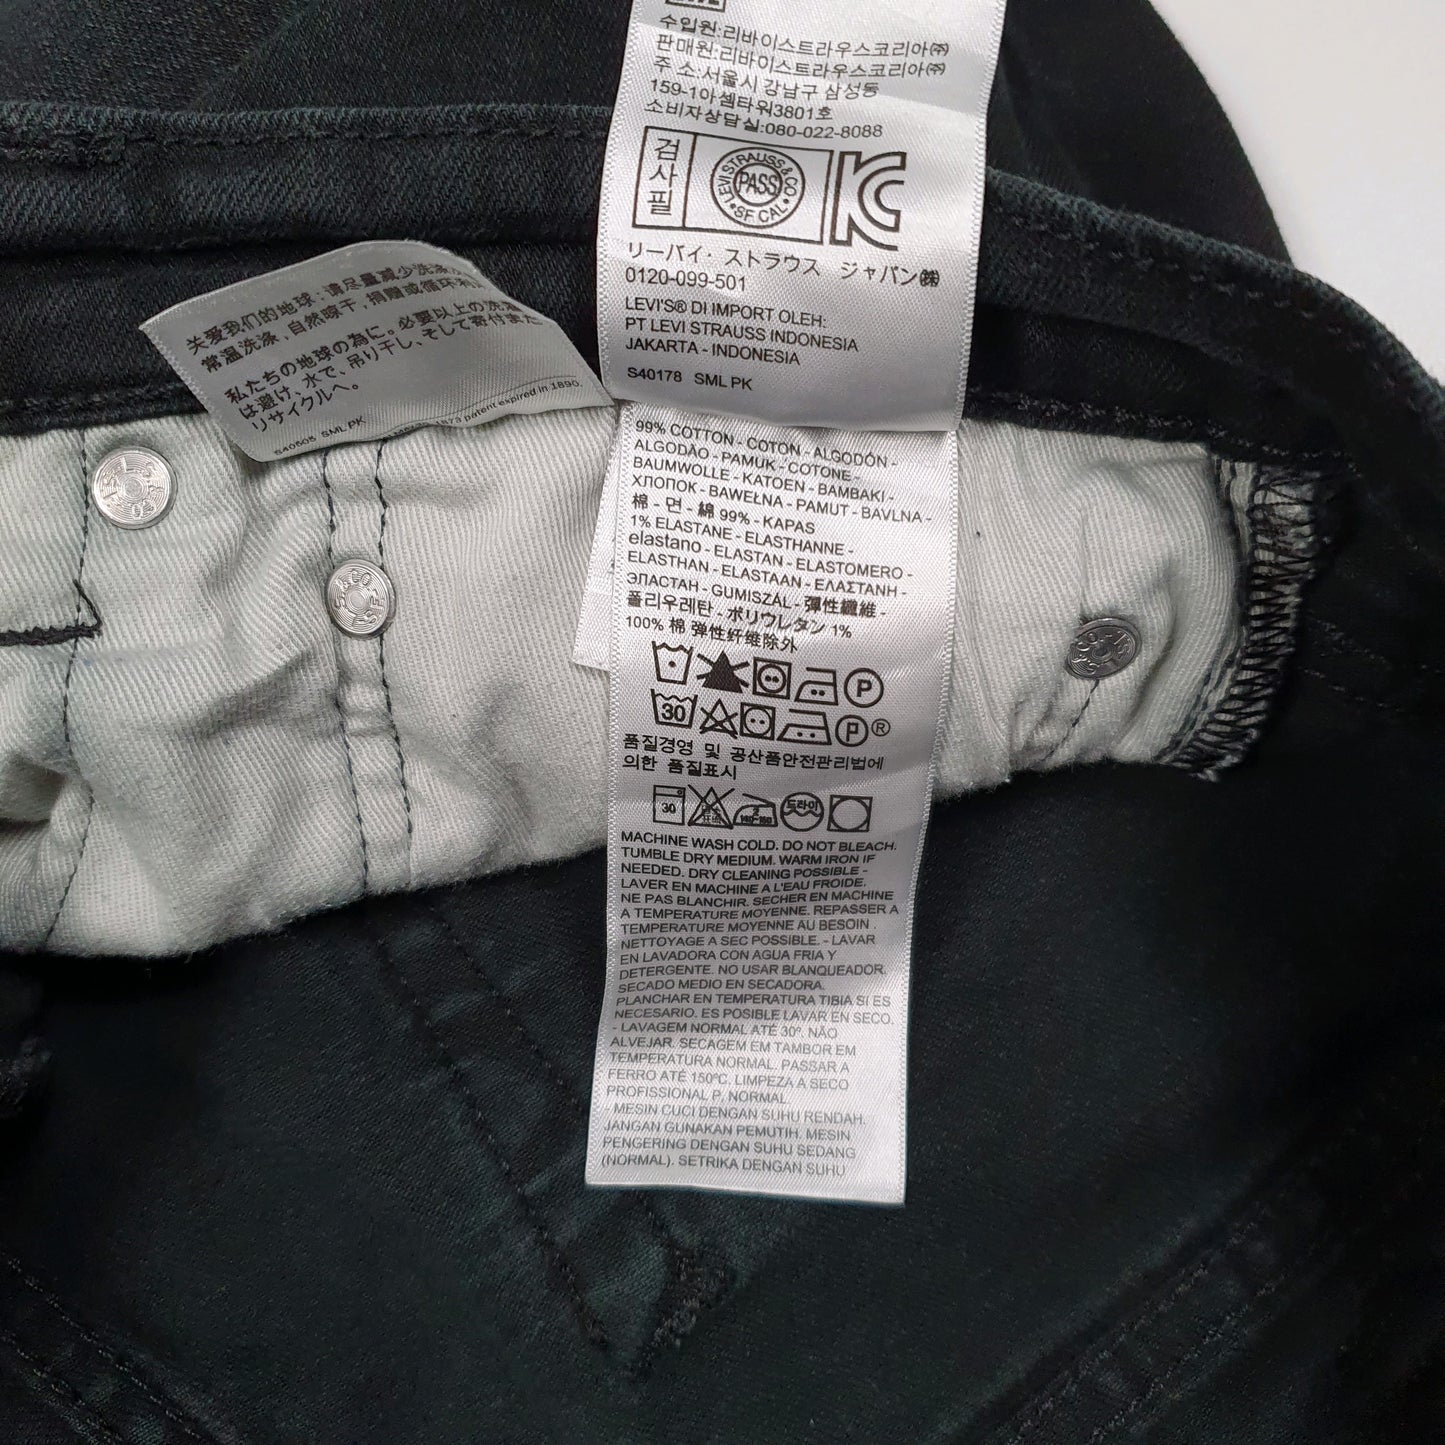 수입원:리바이스트라우스코리아㈜
판매원:리바이스트라우스코리아㈜
주 소:서울시 강남구 삼성동
159-1아셈타워3801호
소비자상담실:080-022-8088
검사필
LEVI STRAUSS & CO
PASS
SF CAL
KC
リーバイ・ストラウス ジャパン㈱
0120-099-501
LEVI'S® DI IMPORT OLEH:
PT LEVI STRAUSS INDONESIA
JAKARTA - INDONESIA
S40178 SML PK
关爱我们的地球:请尽量减少洗涤
常温洗涤,自然晾干,捐赠或循环利
私たちの地球の為に。必要以上の洗濯
は避け、水で、吊り干し、そして寄付また
リサイクルへ。
S40505 SML PK
1873 patent expired in 1890.
99% COTTON - COTON - ALGODÓN -
ALGODÃO - PAMUK - COTONE -
BAUMWOLLE - KATOEN - BAMBAKI -
ХЛОПОК - BAWEŁNA - PAMUT - BAVLNA -
棉 - 면 - 綿 99% - KAPAS
1% ELASTANE - ELASTHANNE -
elastano - ELASTAN - ELASTOMERO -
ELASTHAN - ELASTAAN - ΕΛΑΣΤΑΝΗ -
ЭЛАСТАН - GUMISZÁL - 彈性纖維 -
폴리우레탄 - ポリウレタン 1%
100% 棉 弹性纤维除外
P
30 P ®
품질경영 및 공산품안전관리법에
의한 품질표시
30 드라이
MACHINE WASH COLD. DO NOT BLEACH.
TUMBLE DRY MEDIUM. WARM IRON IF
NEEDED. DRY CLEANING POSSIBLE -
LAVER EN MACHINE A L'EAU FROIDE.
NE PAS BLANCHIR. SECHER EN MACHINE
A TEMPERATURE MOYENNE. REPASSER A
TEMPERATURE MOYENNE AU BESOIN .
NETTOYAGE A SEC POSSIBLE. - LAVAR
EN LAVADORA CON AGUA FRIA Y
DETERGENTE. NO USAR BLANQUEADOR.
SECADO MEDIO EN SECADORA.
PLANCHAR EN TEMPERATURA TIBIA SI ES
NECESARIO. ES POSIBLE LAVAR EN SECO.
- LAVAGEM NORMAL ATÉ 30º. NÃO
ALVEJAR. SECAGEM EM TAMBOR EM
TEMPERATURA NORMAL. PASSAR A
FERRO ATÉ 150ºC. LIMPEZA A SECO
PROFISSIONAL P, NORMAL
- MESIN CUCI DENGAN SUHU RENDAH.
JANGAN GUNAKAN PEMUTIH. MESIN
PENGERING DENGAN SUHU SEDANG
(NORMAL). SETRIKA DENGAN SUHU